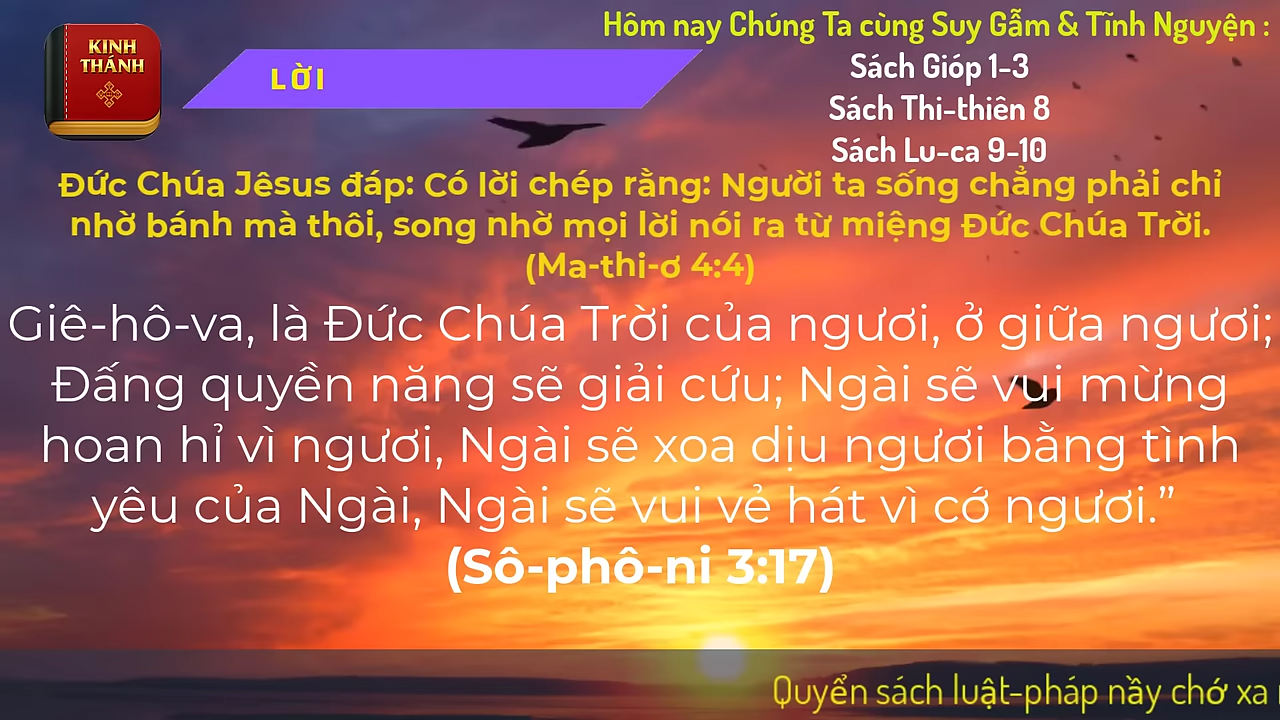 KINH
THÁNH
LỜI
Hôm nay Chúng Ta cùng Suy Gẫm & Tĩnh Nguyện :
Sách Gióp 1-3
Sách Thi-thiên 8
Sách Lu-ca 9-10
Đức Chúa Jêsus đáp: Có lời chép rằng: Người ta sống chẳng phải chỉ
nhờ bánh mà thôi, song nhờ mọi lời nói ra từ miệng Đức Chúa Trời.
(Ma-thi-ơ 4:4)
Giê-hô-va, là Đức Chúa Trời của ngươi, ở giữa ngươi;
Đấng quyền năng sẽ giải cứu; Ngài sẽ vui mừng
hoan hỉ vì ngươi, Ngài sẽ xoa dịu ngươi bằng tình
yêu của Ngài, Ngài sẽ vui vẻ hát vì cớ ngươi.”
(Sô-phô-ni 3:17)
Quyển sách luật-pháp nầy chớ xa